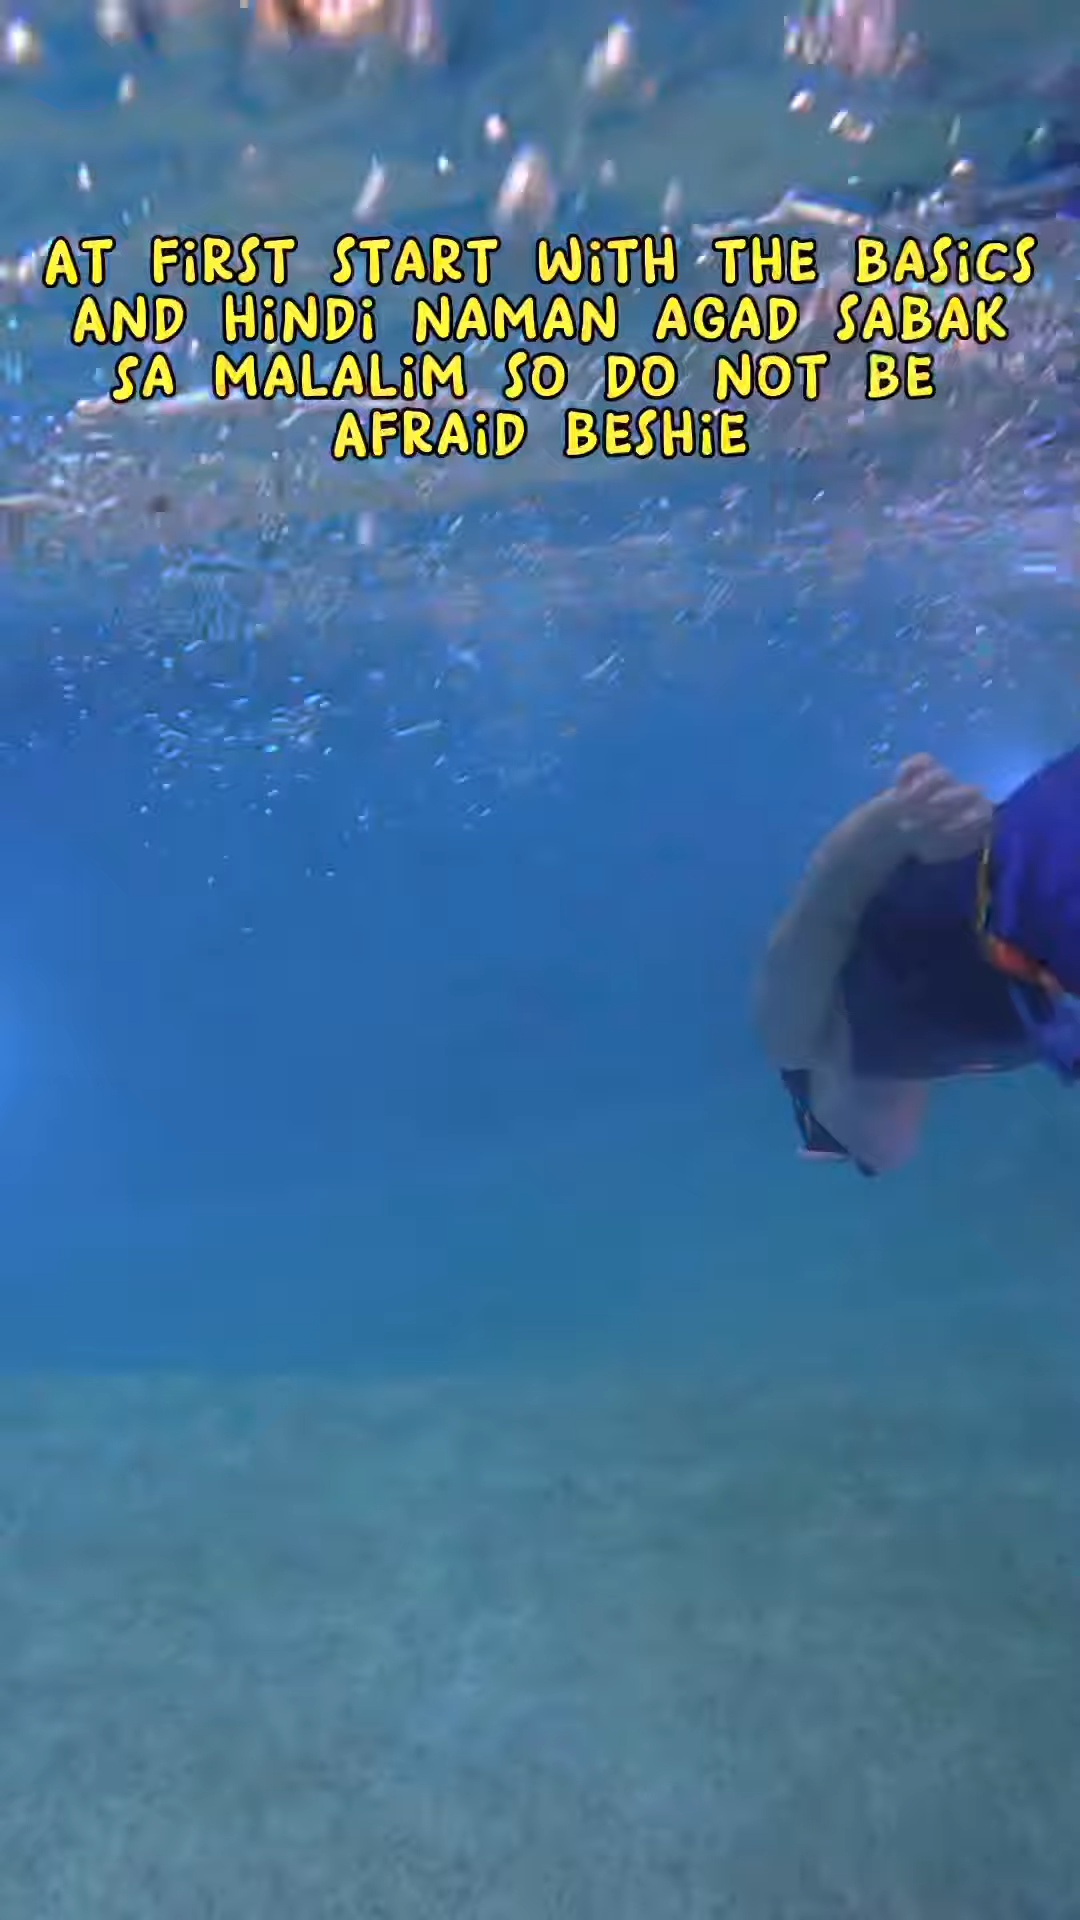 AT FiRST START WiTH THE BASiCS
AND HiNDi NAMAN AGAD SABAK
SA MALALiM SO DO NOT BE
AFRAiD BESHiE